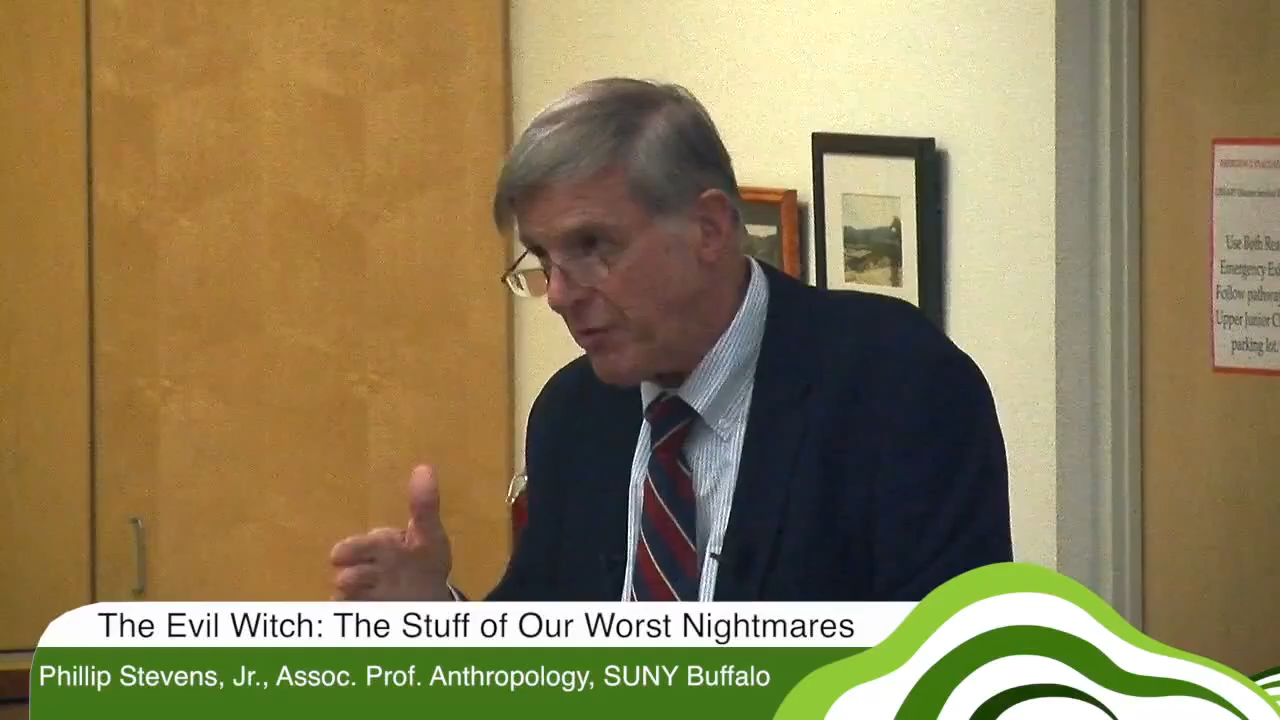 Use Both
Emergency
Follow
Upper Junior
parking lot.
The Evil Witch: The Stuff of Our Worst Nightmares
Phillip Stevens, Jr., Assoc. Prof. Anthropology, SUNY Buffalo